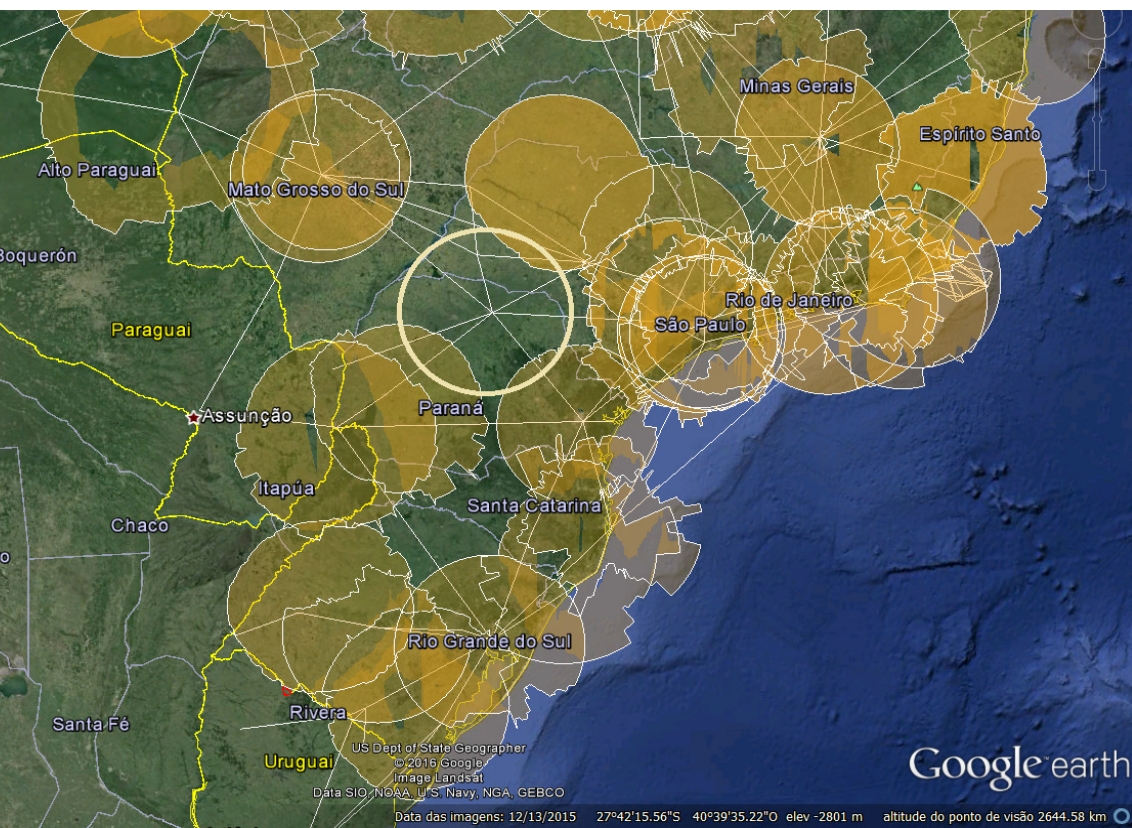 Minas Gerais
Espírito Santo
Alto Paraguai
Mato Grosso do Sul
Boquerón
Rio de Janeiro
São Paulo
Paraguai
Paraná
Assunção
Itapúa
Santa Catarina
Chaco
o
Rio Grande do Sul
Rivera
Santa Fé
Uruguai
US Dept of State Geographer
© 2016 Google
Image Landsat
Data SIO, NOAA, U.S. Navy, NGA, GEBCO
Google earth
Data das imagens: 12/13/2015 27°42'15.56"S 40°39'35.22"O elev -2801 m altitude do ponto de visão 2644.58 km